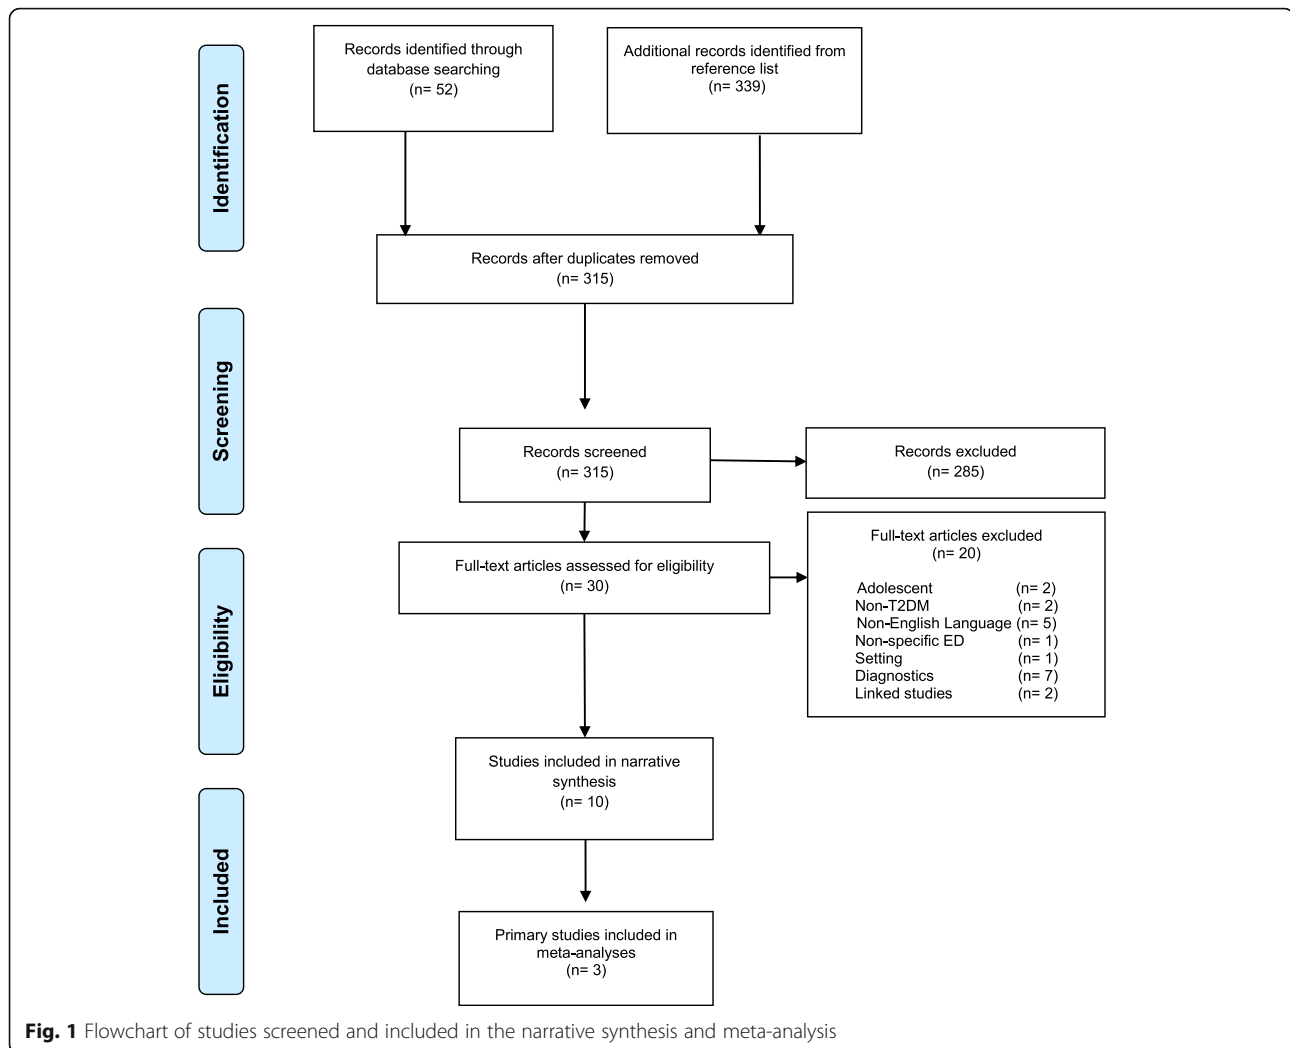 Identification
Records identified through
database searching
(n= 52)
Additional records identified from
reference list
(n= 339)
Records after duplicates removed
(n= 315)
Screening
Records screened
(n= 315)
Records excluded
(n= 285)
Eligibility
Full-text articles assessed for eligibility
(n= 30)
Full-text articles excluded
(n= 20)
Adolescent (n= 2)
Non-T2DM (n= 2)
Non-English Language (n= 5)
Non-specific ED (n= 1)
Setting (n= 1)
Diagnostics (n= 7)
Linked studies (n= 2)
Studies included in narrative
synthesis
(n= 10)
Included
Primary studies included in
meta-analyses
(n= 3)
Fig. 1 Flowchart of studies screened and included in the narrative synthesis and meta-analysis